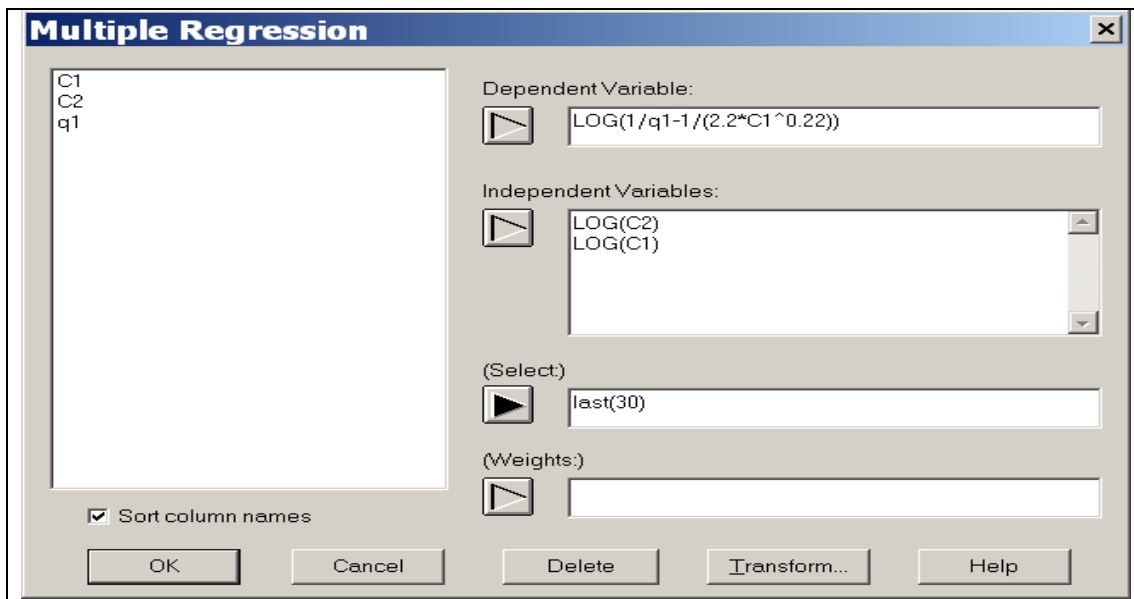 Multiple Regression
C1
C2
q1
Dependent Variable:
LOG(1/q1-1/(2.2*C1^0.22))
Independent Variables:
LOG(C2)
LOG(C1)
(Select:)
last(30)
(Weights:)
Sort column names
OK
Cancel
Delete
Transform...
Help